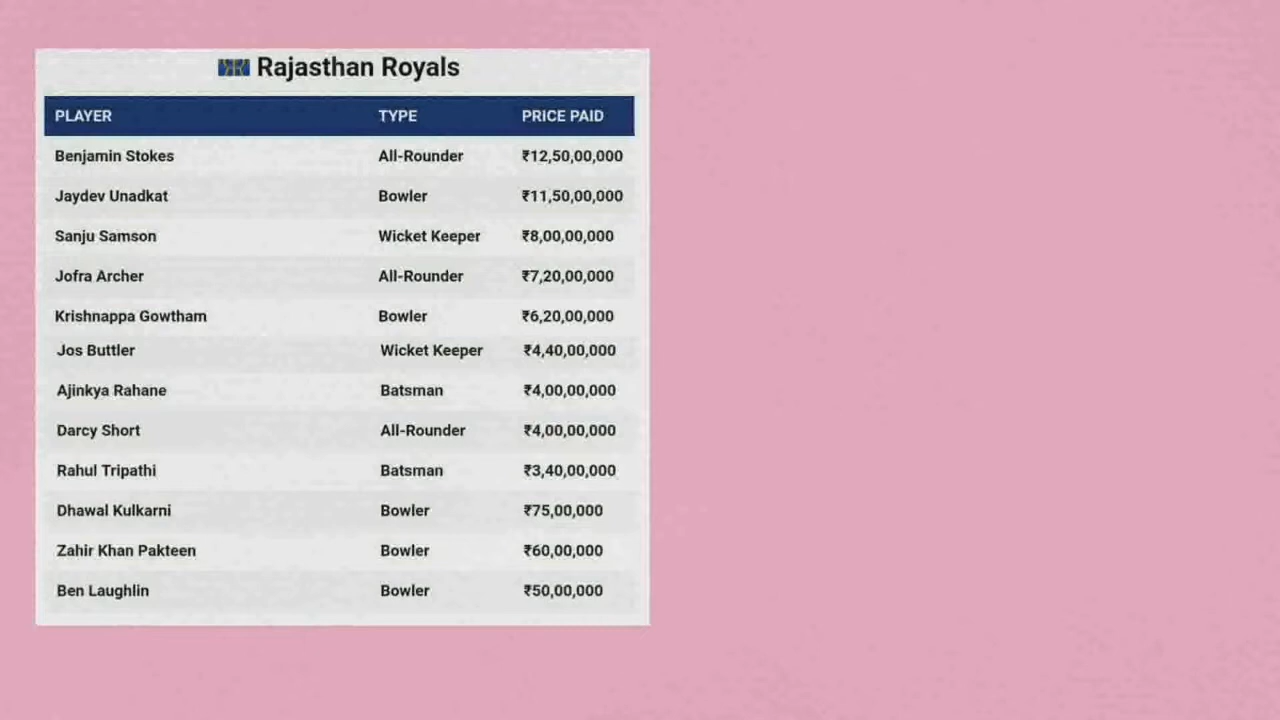 Rajasthan Royals
PLAYER TYPE PRICE PAID
Benjamin Stokes All-Rounder ₹12,50,00,000
Jaydev Unadkat Bowler ₹11,50,00,000
Sanju Samson Wicket Keeper ₹8,00,00,000
Jofra Archer All-Rounder ₹7,20,00,000
Krishnappa Gowtham Bowler ₹6,20,00,000
Jos Buttler Wicket Keeper ₹4,40,00,000
Ajinkya Rahane Batsman ₹4,00,00,000
Darcy Short All-Rounder ₹4,00,00,000
Rahul Tripathi Batsman ₹3,40,00,000
Dhawal Kulkarni Bowler ₹75,00,000
Zahir Khan Pakteen Bowler ₹60,00,000
Ben Laughlin Bowler ₹50,00,000